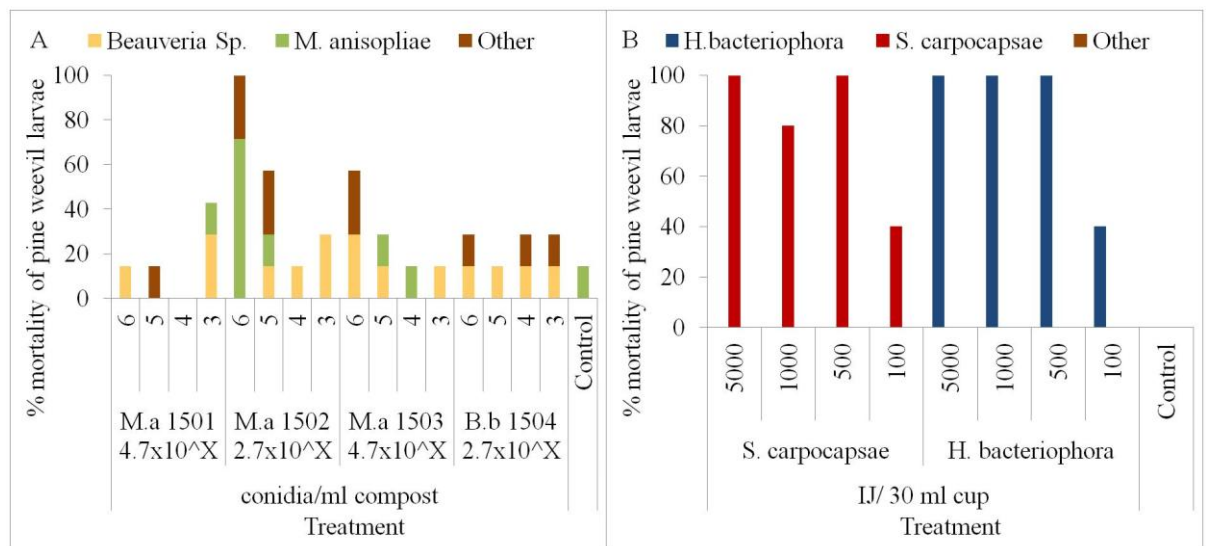 A
Beauveria Sp.
M. anisopliae
Other
% mortality of pine weevil larvae
100
80
60
40
20
0
6
5
4
3
6
5
4
3
6
5
4
3
6
5
4
3
Control
M.a 1501
4.7x10^X
M.a 1502
2.7x10^X
M.a 1503
4.7x10^X
B.b 1504
2.7x10^X
conidia/ml compost
Treatment
B
H.bacteriophora
S. carpocapsae
Other
% mortality of pine weevil larvae
100
80
60
40
20
0
5000
1000
500
100
5000
1000
500
100
Control
S. carpocapsae
H. bacteriophora
IJ/ 30 ml cup
Treatment